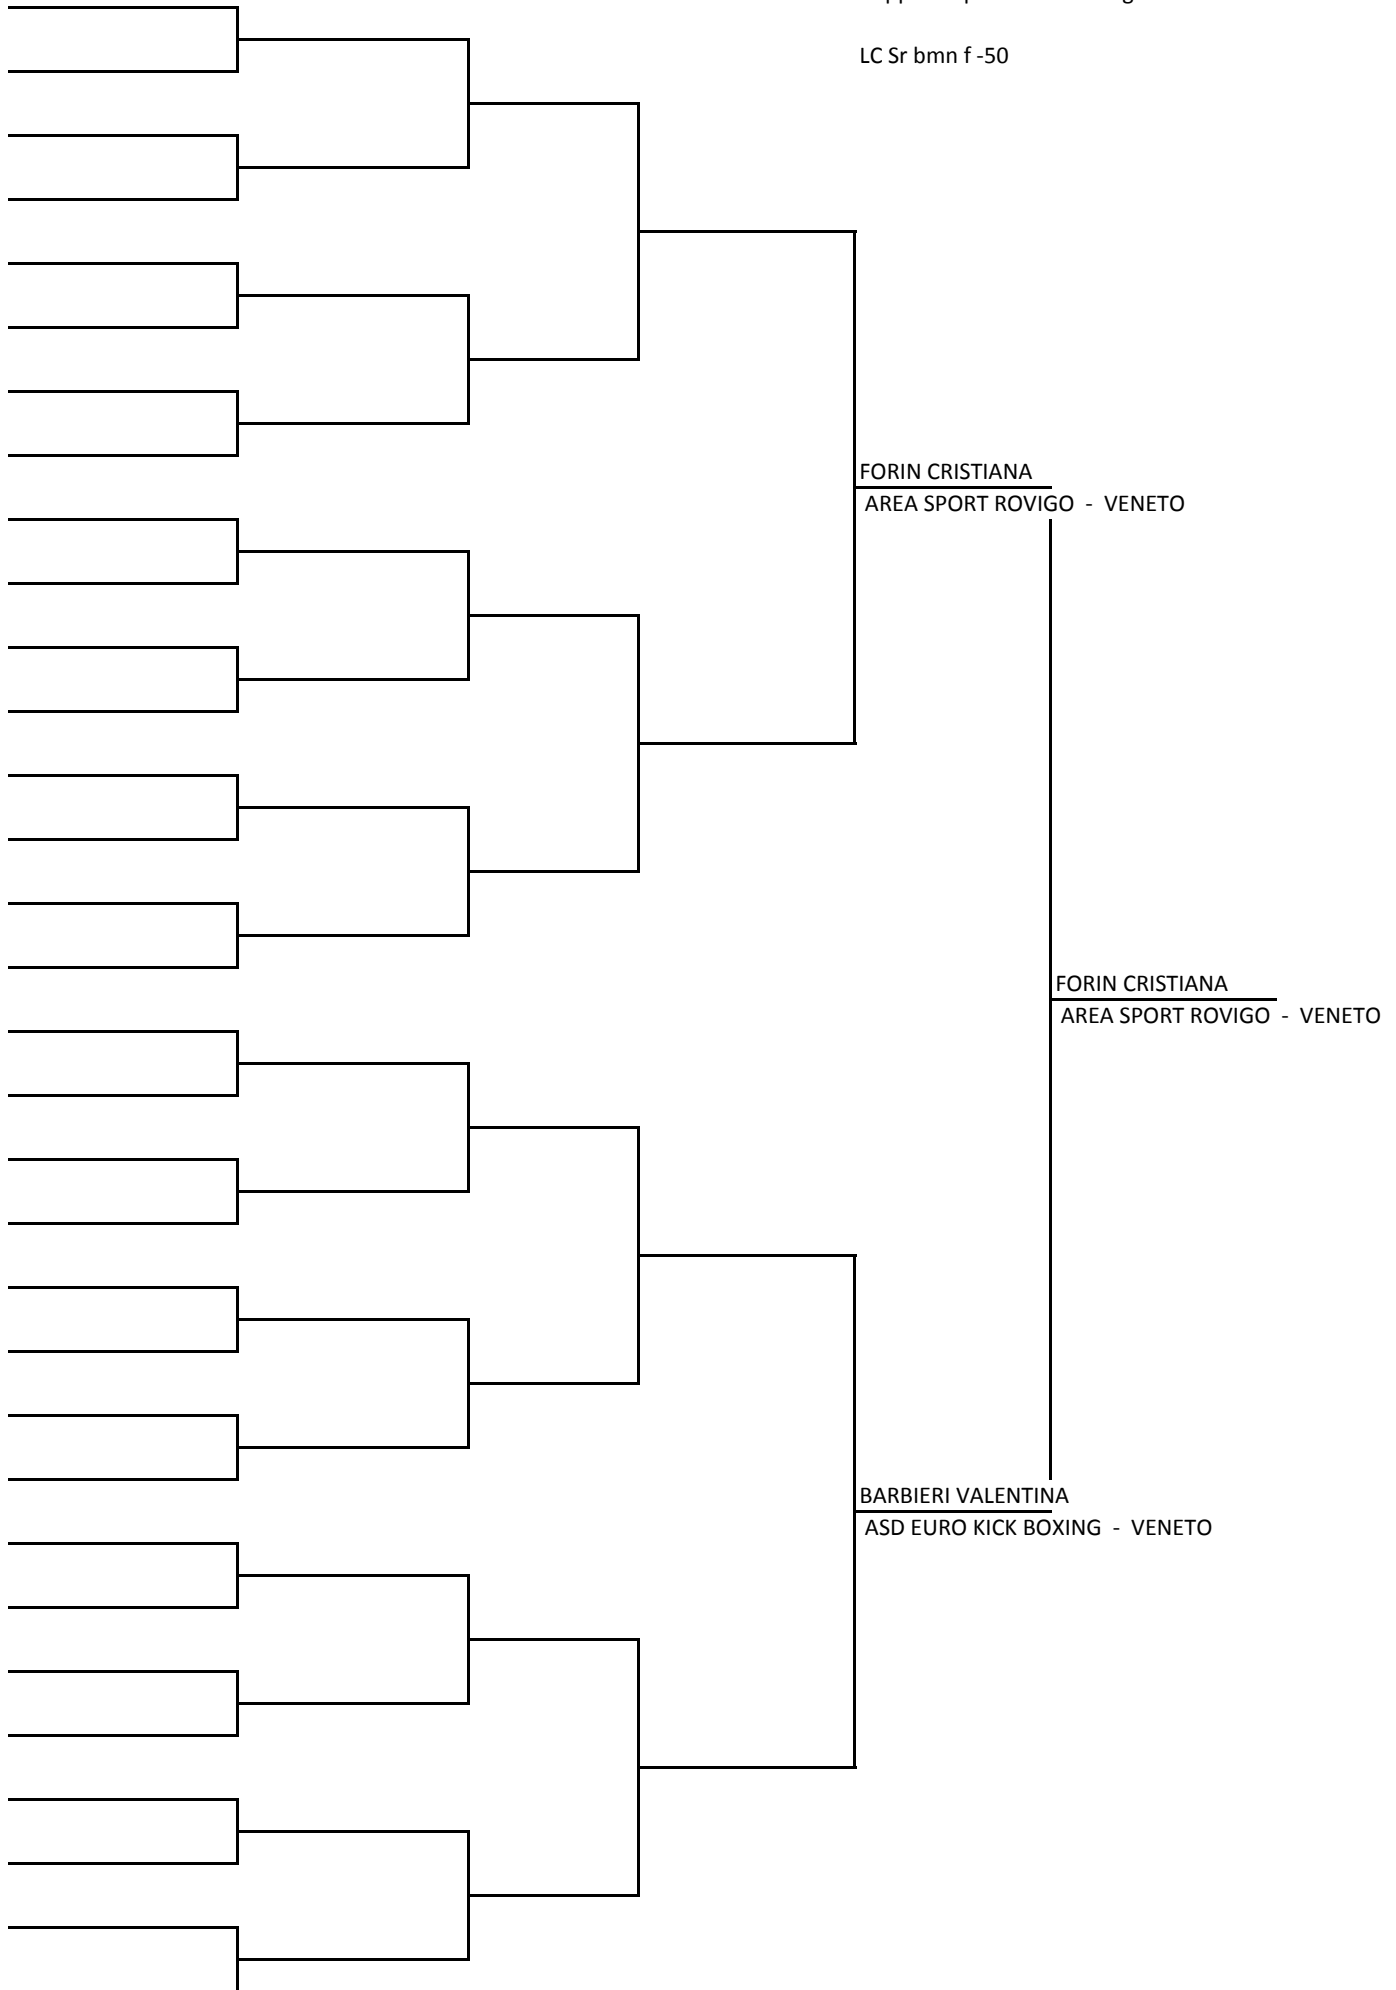 LC Sr bmn f -50
FORIN CRISTIANA
AREA SPORT ROVIGO - VENETO
FORIN CRISTIANA
AREA SPORT ROVIGO - VENETO
BARBIERI VALENTINA
ASD EURO KICK BOXING - VENETO